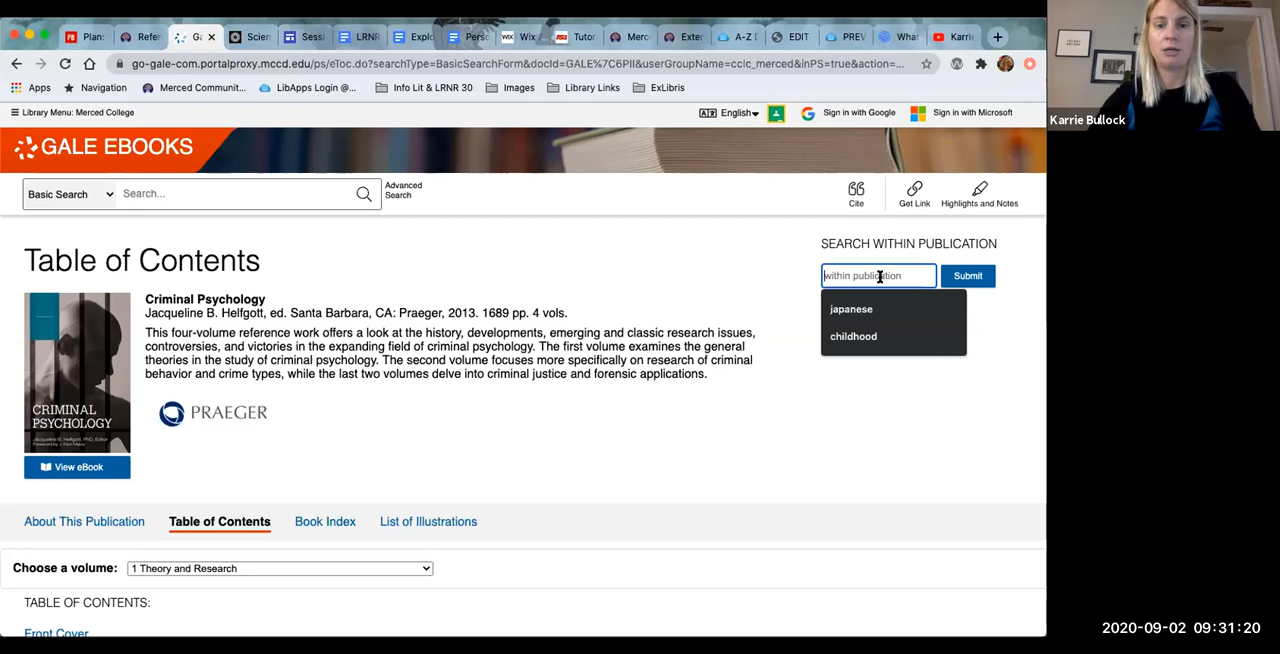 Plan:
Refer
Ga
Scien
Sessi
LRNR
Explo
Perso
WiX
Wix
ASU
Tutor
Merc
Exter
A-Z D
EDIT
PREV
What
Karrie
go-gale-com.portalproxy.mccd.edu/ps/eToc.do?searchType=BasicSearchForm&docId=GALE%7C6PII&userGroupName=cclc_merced&inPS=true&action=...
Apps
Navigation
Merced Communit...
LibApps Login @...
Info Lit & LRNR 30
Images
Library Links
ExLibris
Karrie Bullock
Library Menu: Merced College
English
Sign in with Google
Sign in with Microsoft
GALE EBOOKS
Basic Search
Search...
Advanced
Search
Cite
Get Link
Highlights and Notes
Table of Contents
SEARCH WITHIN PUBLICATION
within publication
Submit
japanese
childhood
Criminal Psychology
Jacqueline B. Helfgott, ed. Santa Barbara, CA: Praeger, 2013. 1689 pp. 4 vols.
This four-volume reference work offers a look at the history, developments, emerging and classic research issues,
controversies, and victories in the expanding field of criminal psychology. The first volume examines the general
theories in the study of criminal psychology. The second volume focuses more specifically on research of criminal
behavior and crime types, while the last two volumes delve into criminal justice and forensic applications.
PRAEGER
CRIMINAL
PSYCHOLOGY
Jacqueline B. Helfgott, PhD, Editor
View eBook
About This Publication
Table of Contents
Book Index
List of Illustrations
Choose a volume:
1 Theory and Research
TABLE OF CONTENTS:
Front Cover
2020-09-02 09:31:20